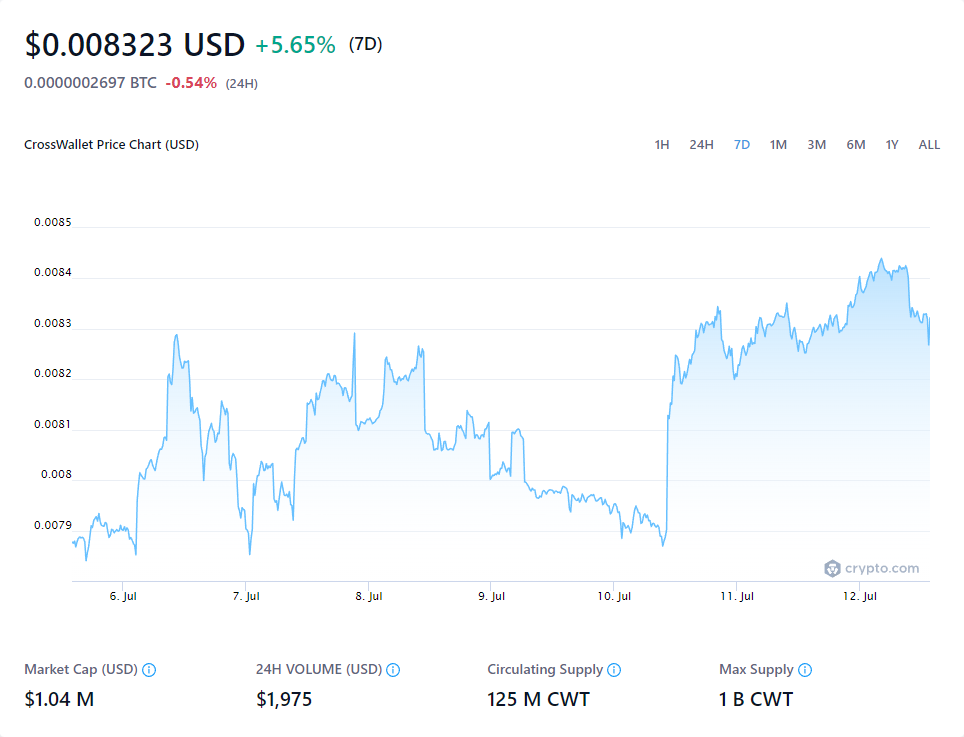 $0.008323 USD +5.65% (7D)
0.0000002697 BTC -0.54% (24H)
CrossWallet Price Chart (USD) 1H 24H 7D 1M 3M 6M 1Y ALL
0.0085
0.0084
0.0083
0.0082
0.0081
0.008
0.0079
crypto.com
6. Jul 7. Jul 8. Jul 9. Jul 10. Jul 11. Jul 12. Jul
Market Cap (USD) 24H VOLUME (USD) Circulating Supply Max Supply
$1.04 M $1,975 125 M CWT 1 B CWT